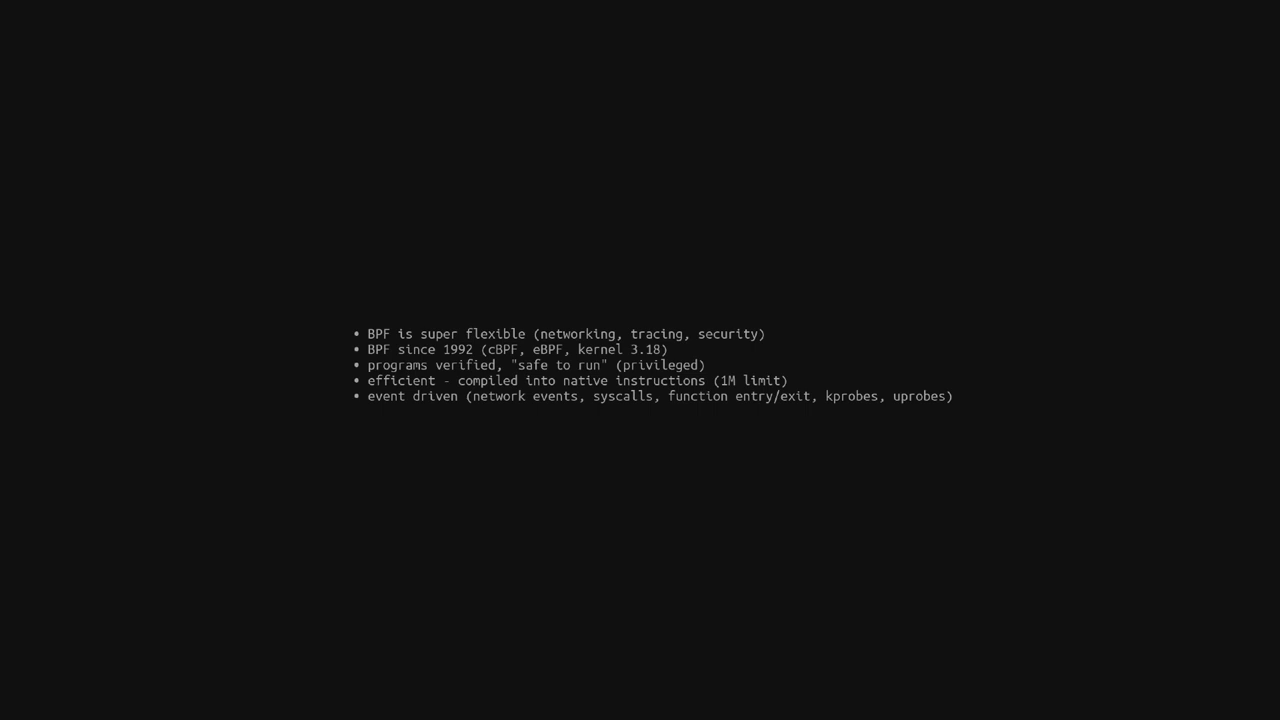 • BPF is super flexible (networking, tracing, security)
• BPF since 1992 (cBPF, eBPF, kernel 3.18)
• programs verified, "safe to run" (privileged)
• efficient - compiled into native instructions (1M limit)
• event driven (network events, syscalls, function entry/exit, kprobes, uprobes)